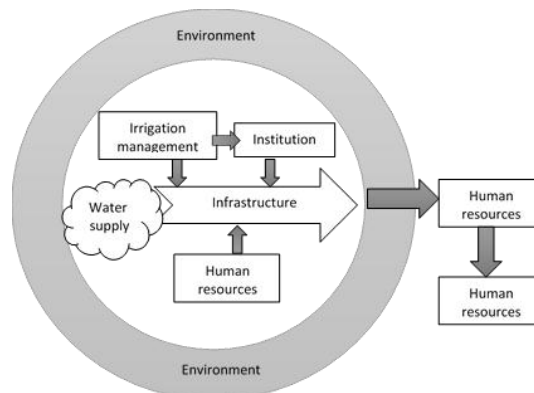 Environment
Irrigation
management
Institution
Water
supply
Infrastructure
Human
resources
Human
resources
Human
resources
Environment